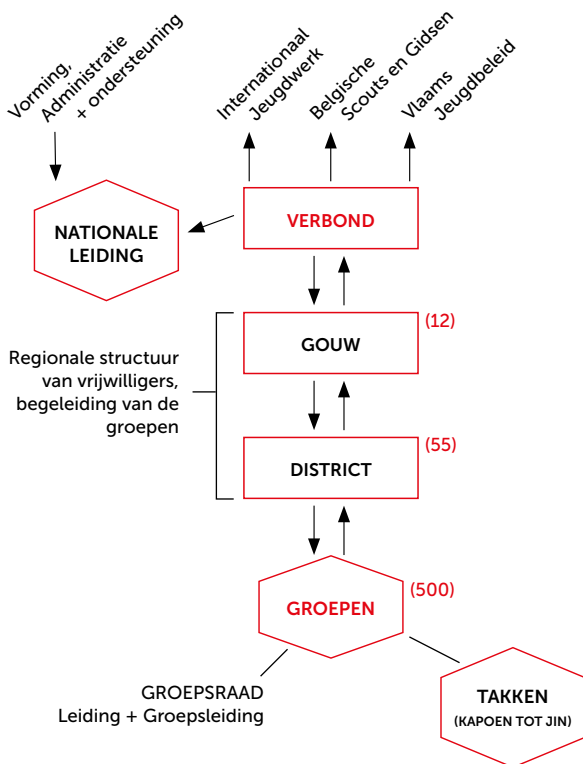 Vorming,
Administratie
+ ondersteuning
Internationaal
Jeugdwerk
Belgische
Scouts en Gidsen
Vlaams
Jeugdbeleid
NATIONALE
LEIDING
VERBOND
(12)
GOUW
Regionale structuur
van vrijwilligers,
begeleiding van de
groepen
(55)
DISTRICT
(500)
GROEPEN
GROEPSRAAD
Leiding + Groepsleiding
TAKKEN
(KAPOEN TOT JIN)